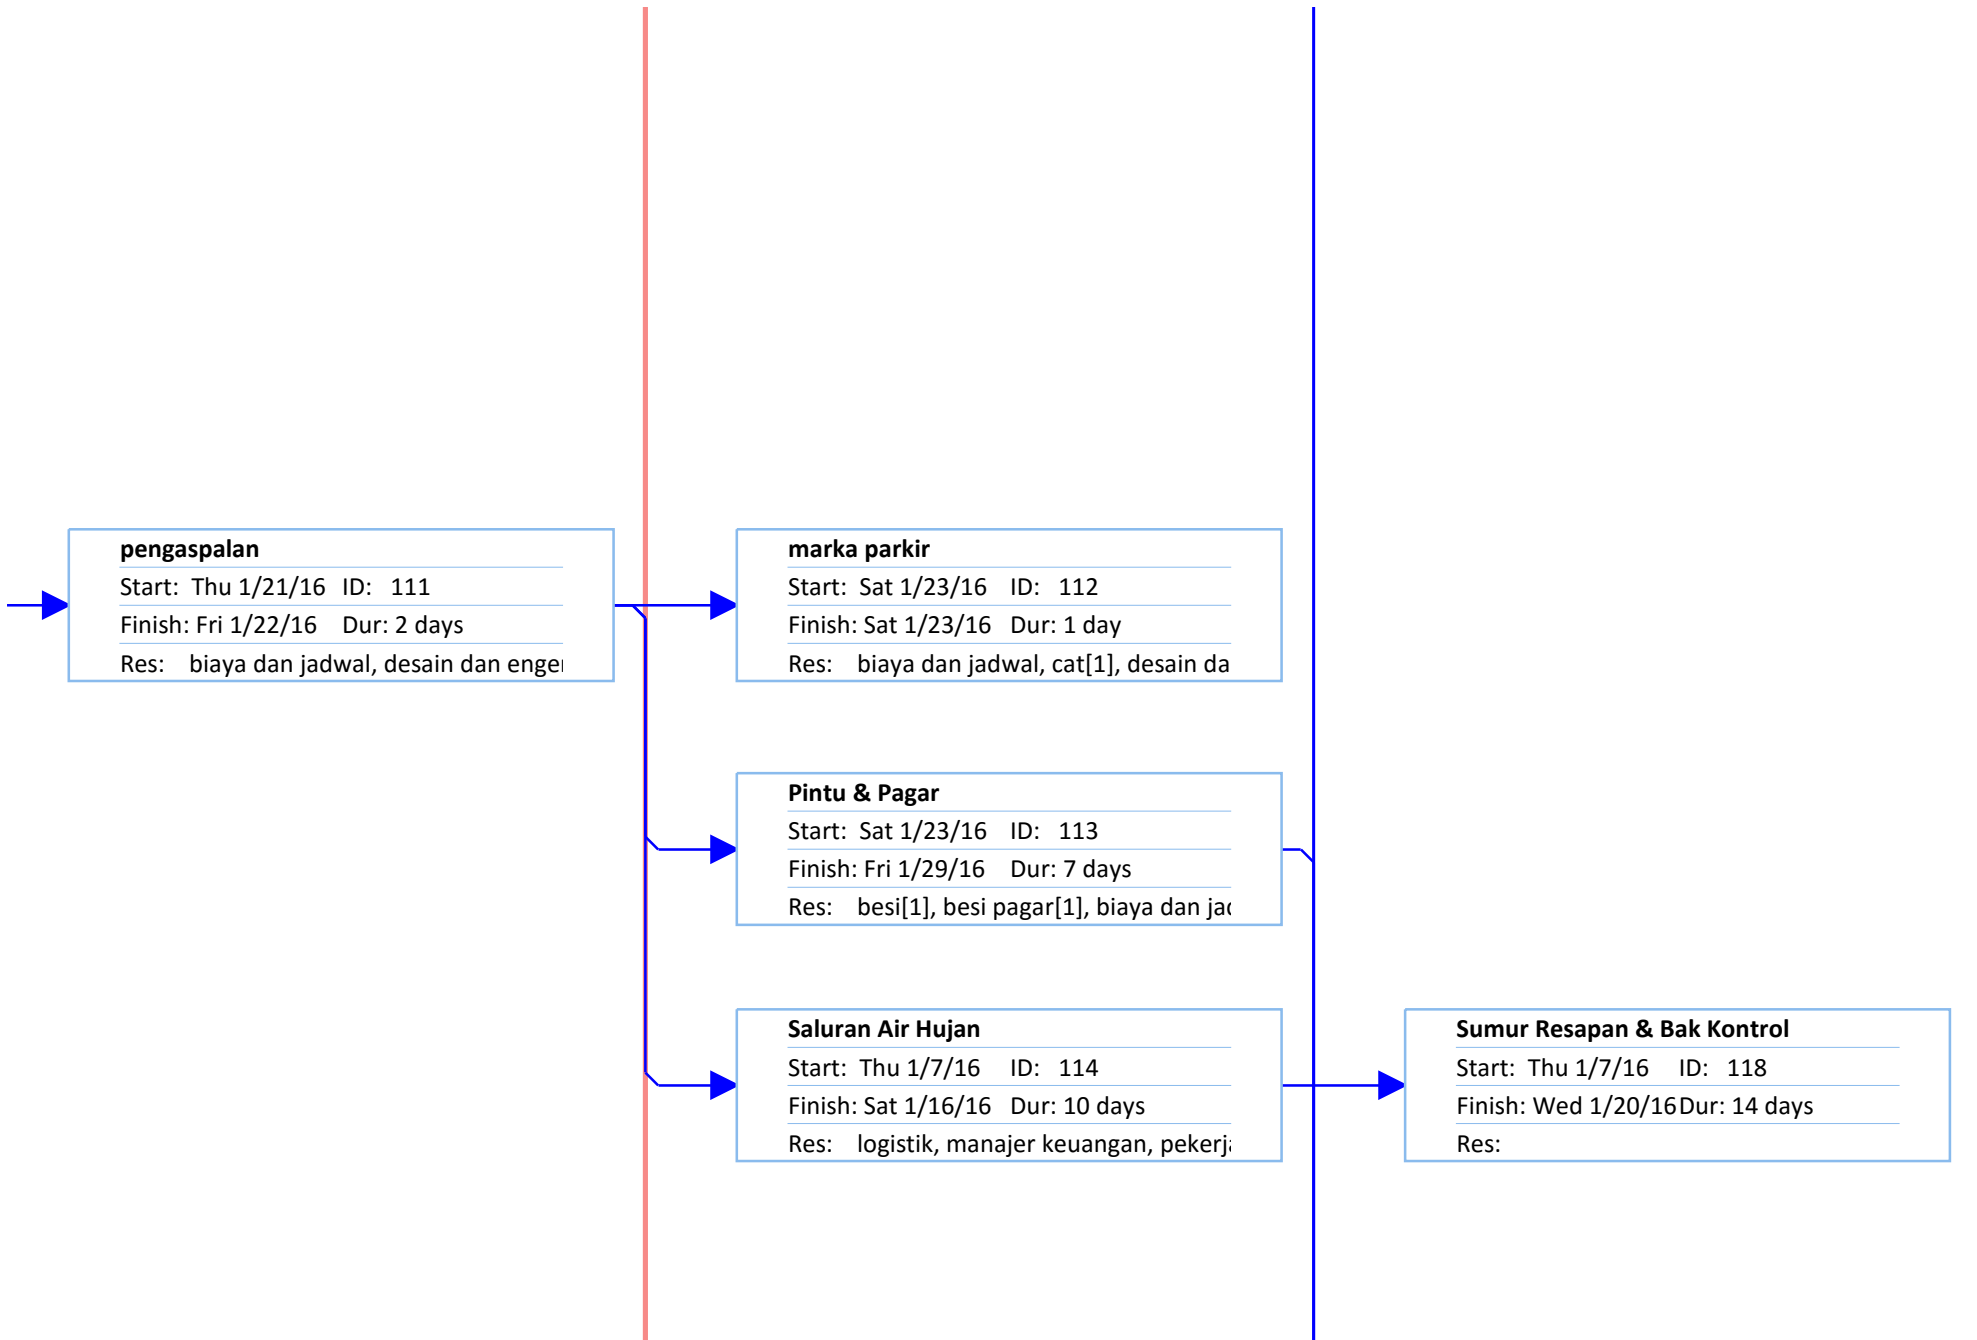 pengaspalan
Start: Thu 1/21/16 ID: 111
Finish: Fri 1/22/16 Dur: 2 days
Res: biaya dan jadwal, desain dan
marka parkir
Start: Sat 1/23/16 ID: 112
Finish: Sat 1/23/16 Dur: 1 day
Res: biaya dan jadwal, cat[1], desain
Pintu & Pagar
Start: Sat 1/23/16 ID: 113
Finish: Fri 1/29/16 Dur: 7 days
Res: besi[1], besi pagar[1], biaya dan
Saluran Air Hujan
Start: Thu 1/7/16 ID: 114
Finish: Sat 1/16/16 Dur: 10 days
Res: logistik, manajer keuangan,
Sumur Resapan & Bak Kontrol
Start: Thu 1/7/16 ID: 118
Finish: Wed 1/20/16 Dur: 14 days
Res: